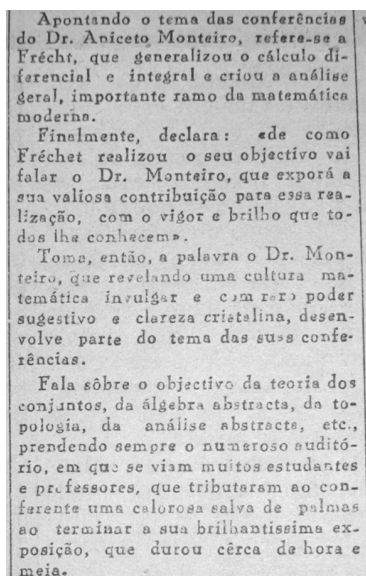 Apontando o tema das conferências
do Dr. Aniceto Monteiro, refere-se a
Frécht, que generalizou o cálculo di-
ferencial e integral e criou a análise
geral, importante ramo da matemática
moderna.
Finalmente, declara: «de como
Fréchet realizou o seu objectivo vai
falar o Dr. Monteiro, que exporá a
sua valiosa contribuição para essa rea-
lização, com o vigor e brilho que to-
dos lhe conhecem».
Toma, então, a palavra o Dr. Mon-
teiro, que revelando uma cultura ma-
temática invulgar e com raro poder
sugestivo e clareza cristalina, desen-
volve parte do tema das suas confe-
rências.
Fala sôbre o objectivo da teoria dos
conjuntos, da álgebra abstracta, da to-
pologia, da análise abstracta, etc.,
prendendo sempre o numeroso auditó-
rio, em que se viam muitos estudantes
e professores, que tributaram ao con-
ferente uma calorosa salva de palmas
ao terminar a sua brilhantíssima ex-
posição, que durou cêrca de hora e
meia.